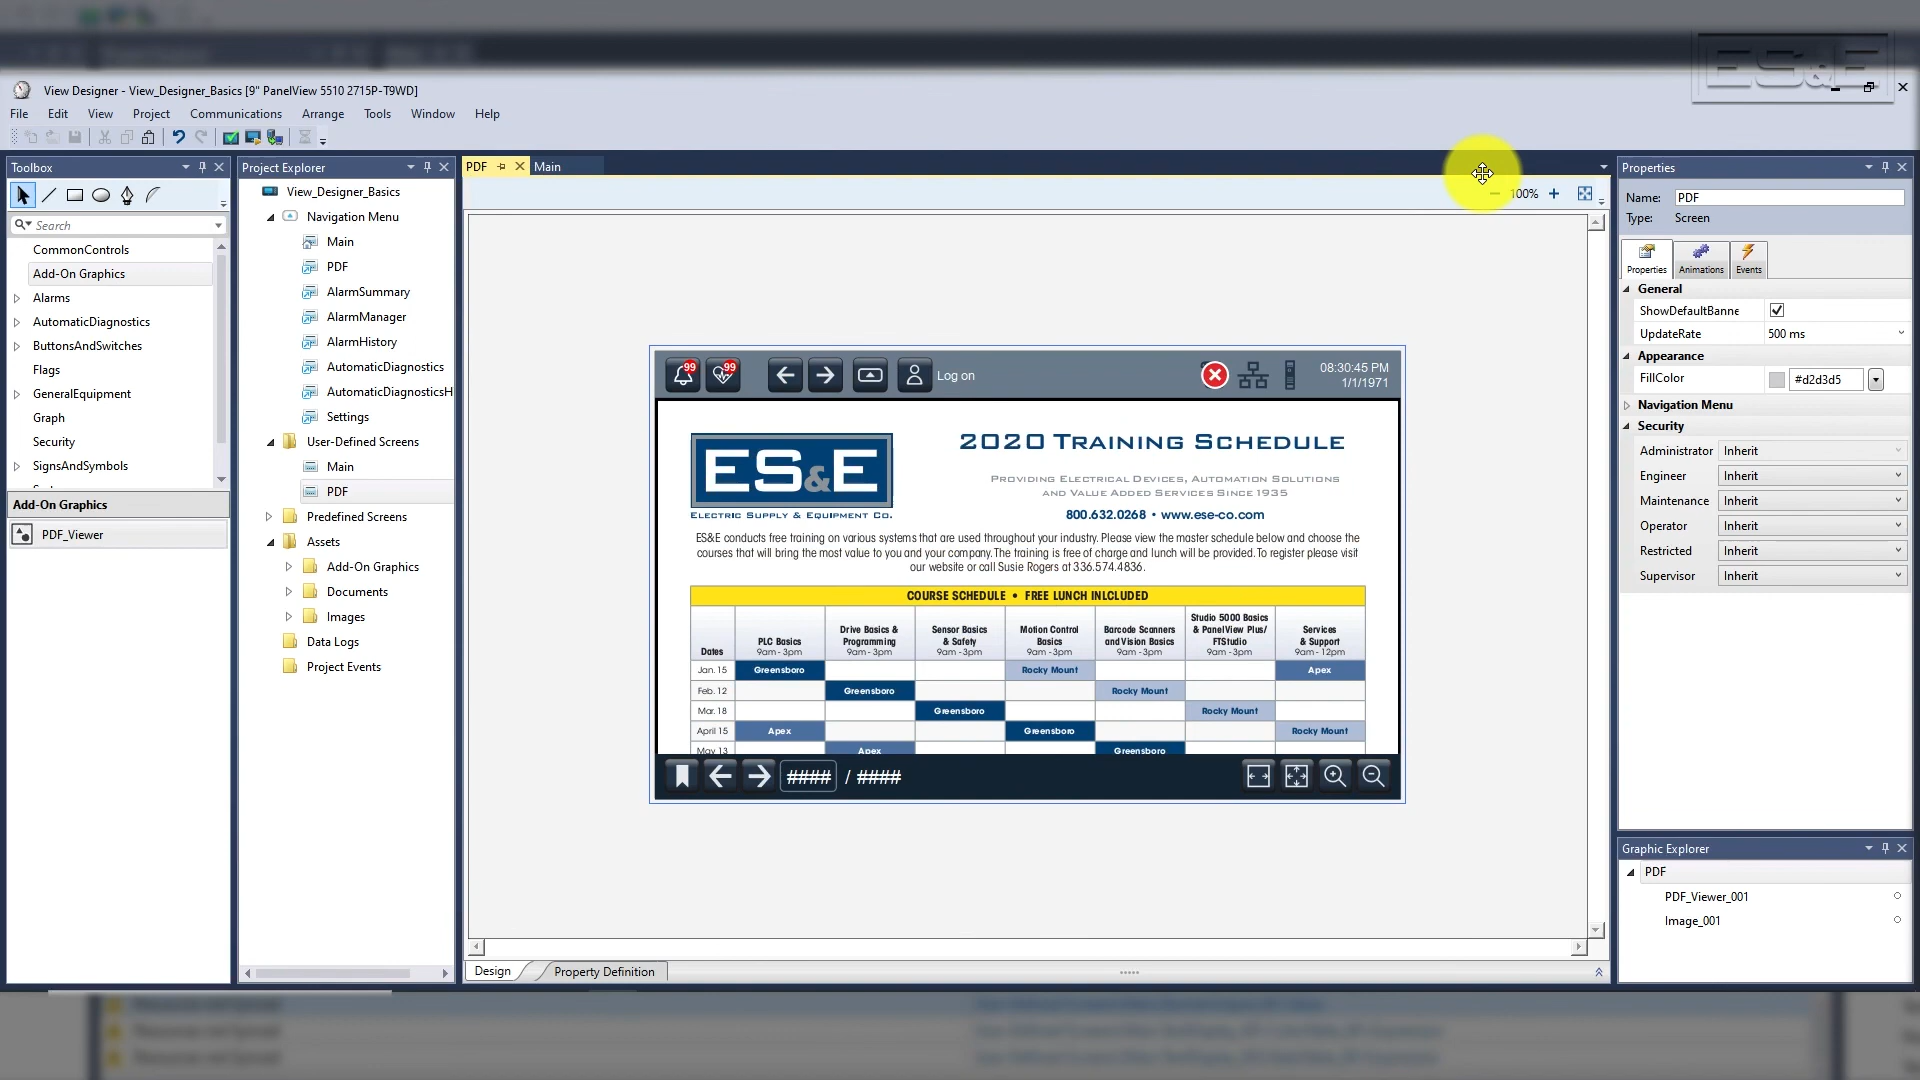 ES&E
View Designer - View_Designer_Basics [9" PanelView 5510 2715P-T9WD]
File Edit View Project Communications Arrange Tools Window Help
Toolbox
Search
CommonControls
Add-On Graphics
Alarms
AutomaticDiagnostics
ButtonsAndSwitches
Flags
GeneralEquipment
Graph
Security
SignsAndSymbols
Add-On Graphics
PDF_Viewer
Project Explorer
View_Designer_Basics
Navigation Menu
Main
PDF
AlarmSummary
AlarmManager
AlarmHistory
AutomaticDiagnostics
AutomaticDiagnosticsH
Settings
User-Defined Screens
Main
PDF
Predefined Screens
Assets
Add-On Graphics
Documents
Images
Data Logs
Project Events
PDF Main
100%
99 99 Log on 08:30:45 PM
1/1/1971
ES&E
Electric Supply & Equipment Co.
2020 Training Schedule
Providing Electrical Devices, Automation Solutions
and Value Added Services Since 1935
800.632.0268 • www.ese-co.com
ES&E conducts free training on various systems that are used throughout your industry. Please view the master schedule below and choose the
courses that will bring the most value to you and your company. The training is free of charge and lunch will be provided. To register please visit
our website or call Susie Rogers at 336.574.4836.
COURSE SCHEDULE • FREE LUNCH INLCLUDED
Dates
PLC Basics
9am - 3pm
Drive Basics &
Programming
9am - 3pm
Sensor Basics
& Safety
9am - 3pm
Motion Control
Basics
9am - 3pm
Barcode Scanners
and Vision Basics
9am - 3pm
Studio 5000 Basics
& PanelView Plus/
FTStudio
9am - 3pm
Services
& Support
9am - 12pm
Jan. 15 Greensboro Rocky Mount Apex
Feb. 12 Greensboro Rocky Mount
Mar. 18 Greensboro Rocky Mount
April 15 Apex Greensboro Rocky Mount
May 13 Apex Greensboro
#### / ####
Design Property Definition
Properties
Name: PDF
Type: Screen
Properties Animations Events
General
ShowDefaultBanne
UpdateRate 500 ms
Appearance
FillColor #d2d3d5
Navigation Menu
Security
Administrator Inherit
Engineer Inherit
Maintenance Inherit
Operator Inherit
Restricted Inherit
Supervisor Inherit
Graphic Explorer
PDF
PDF_Viewer_001
Image_001